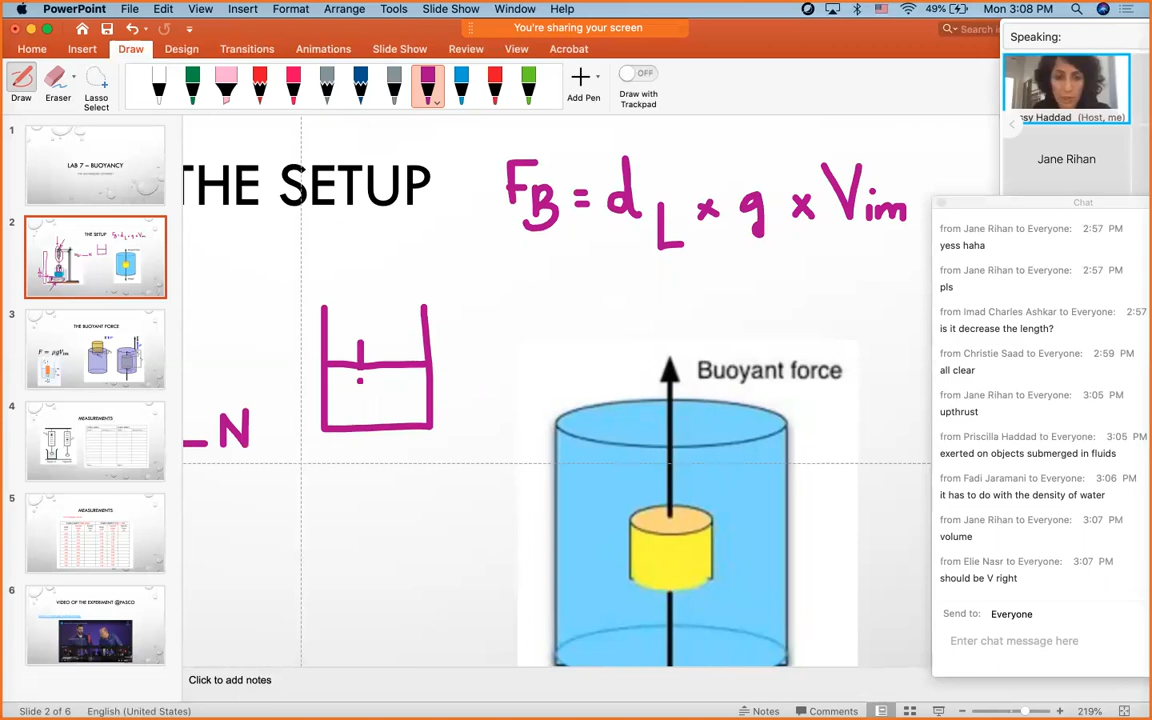 PowerPoint File Edit View Insert Format Arrange Tools Slide Show Window Help 49% Mon 3:08 PM
You're sharing your screen
Home Insert Draw Design Transitions Animations Slide Show Review View Acrobat
Draw Eraser Lasso Select Add Pen OFF Draw with Trackpad
Speaking:
ssy Haddad (Host, me)
Jane Rihan
1
LAB 7 – BUOYANCY
2
THE SETUP
3
THE BUOYANT FORCE
F = ρgVim
4
MEASUREMENTS
5
MEASUREMENTS
6
VIDEO OF THE EXPERIMENT @PASCO
THE SETUP
FB = dL × g × Vim
N
Buoyant force
Chat
from Jane Rihan to Everyone: 2:57 PM
yess haha
from Jane Rihan to Everyone: 2:57 PM
pls
from Imad Charles Ashkar to Everyone: 2:57
is it decrease the length?
from Christie Saad to Everyone: 2:59 PM
all clear
from Jane Rihan to Everyone: 3:05 PM
upthrust
from Priscilla Haddad to Everyone: 3:05 PM
exerted on objects submerged in fluids
from Fadi Jaramani to Everyone: 3:06 PM
it has to do with the density of water
from Jane Rihan to Everyone: 3:07 PM
volume
from Elie Nasr to Everyone: 3:07 PM
should be V right
Send to: Everyone
Enter chat message here
Click to add notes
Slide 2 of 6 English (United States) Notes Comments 219%